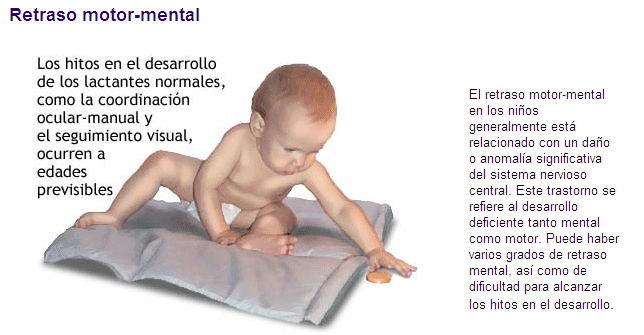 Retraso motor-mental
Los hitos en el desarrollo
de los lactantes normales,
como la coordinación
ocular-manual y
el seguimiento visual,
ocurren a
edades
previsibles
El retraso motor-mental
en los niños
generalmente está
relacionado con un daño
o anomalía significativa
del sistema nervioso
central. Este trastorno se
refiere al desarrollo
deficiente tanto mental
como motor. Puede haber
varios grados de retraso
mental, así como de
dificultad para alcanzar
los hitos en el desarrollo.